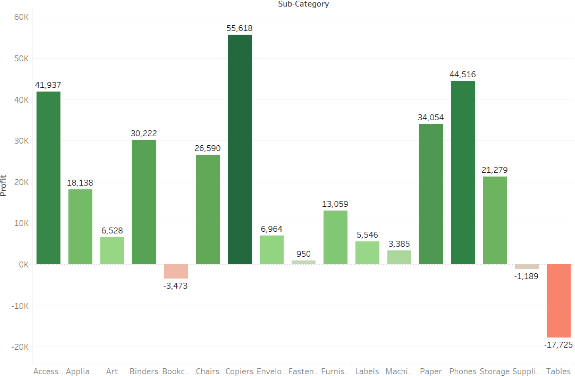 Sub-Category
60K
55,618
50K
44,516
41,937
40K
34,054
30,222
30K
26,590
21,279
20K
18,138
Profit
13,059
10K
6,528
6,964
5,546
3,385
950
0K
-3,473
-1,189
-10K
-17,725
-20K
Access.. Applia.. Art Binders Bookc.. Chairs Copiers Envelo.. Fasten.. Furnis.. Labels Machi.. Paper Phones Storage Suppli.. Tables